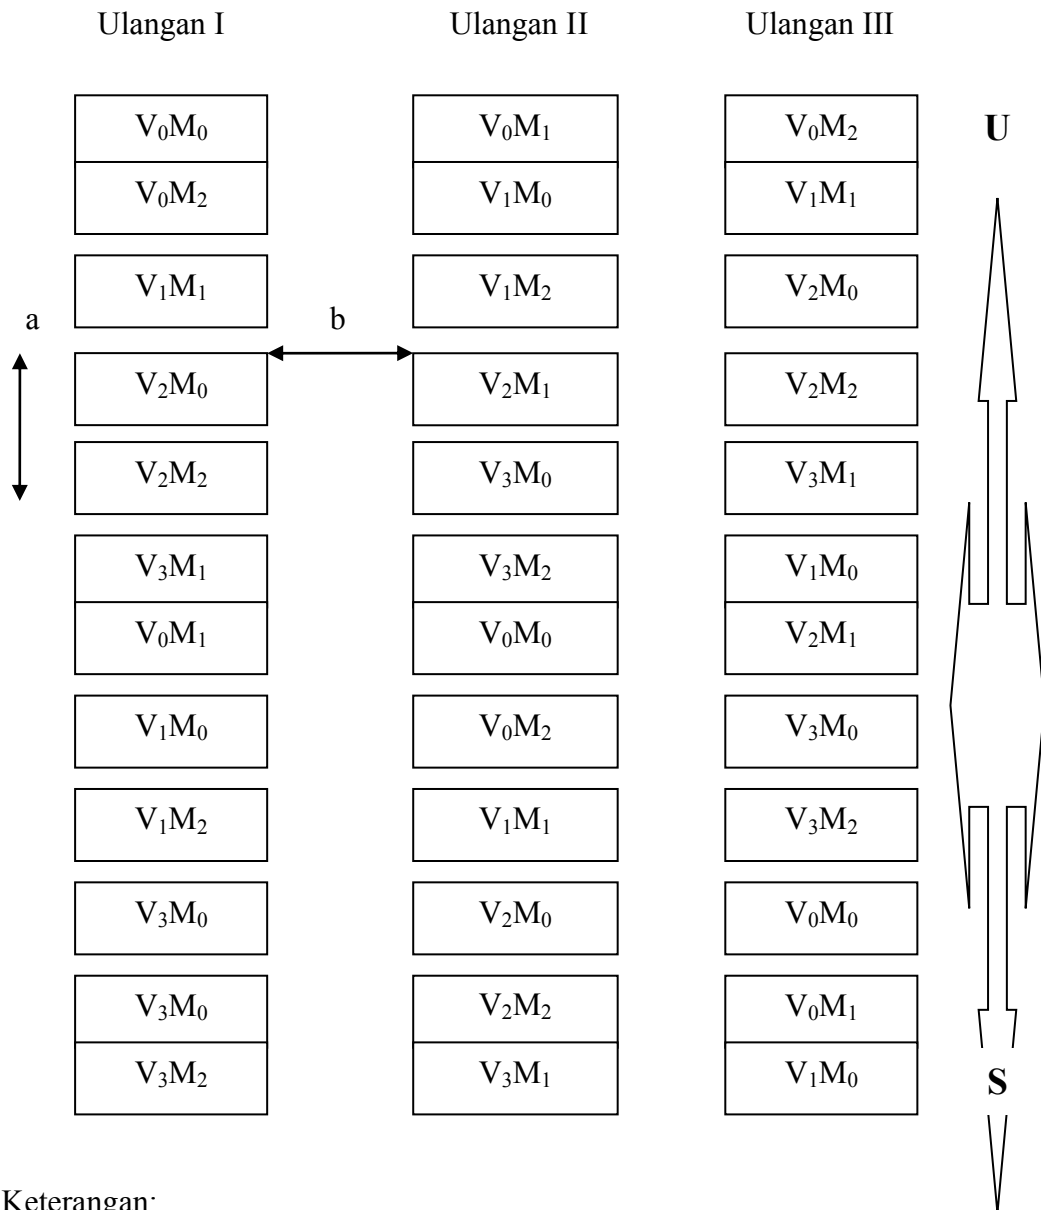 Ulangan I Ulangan II Ulangan III
V₀M₀ V₀M₁ V₀M₂ U
V₀M₂ V₁M₀ V₁M₁
V₁M₁ V₁M₂ V₂M₀
a b
V₂M₀ V₂M₁ V₂M₂
V₂M₂ V₃M₀ V₃M₁
V₃M₁ V₃M₂ V₁M₀
V₀M₁ V₀M₀ V₂M₁
V₁M₀ V₀M₂ V₃M₀
V₁M₂ V₁M₁ V₃M₂
V₃M₀ V₂M₀ V₀M₀
V₃M₀ V₂M₂ V₀M₁
V₃M₂ V₃M₁ V₁M₀ S
Keterangan: